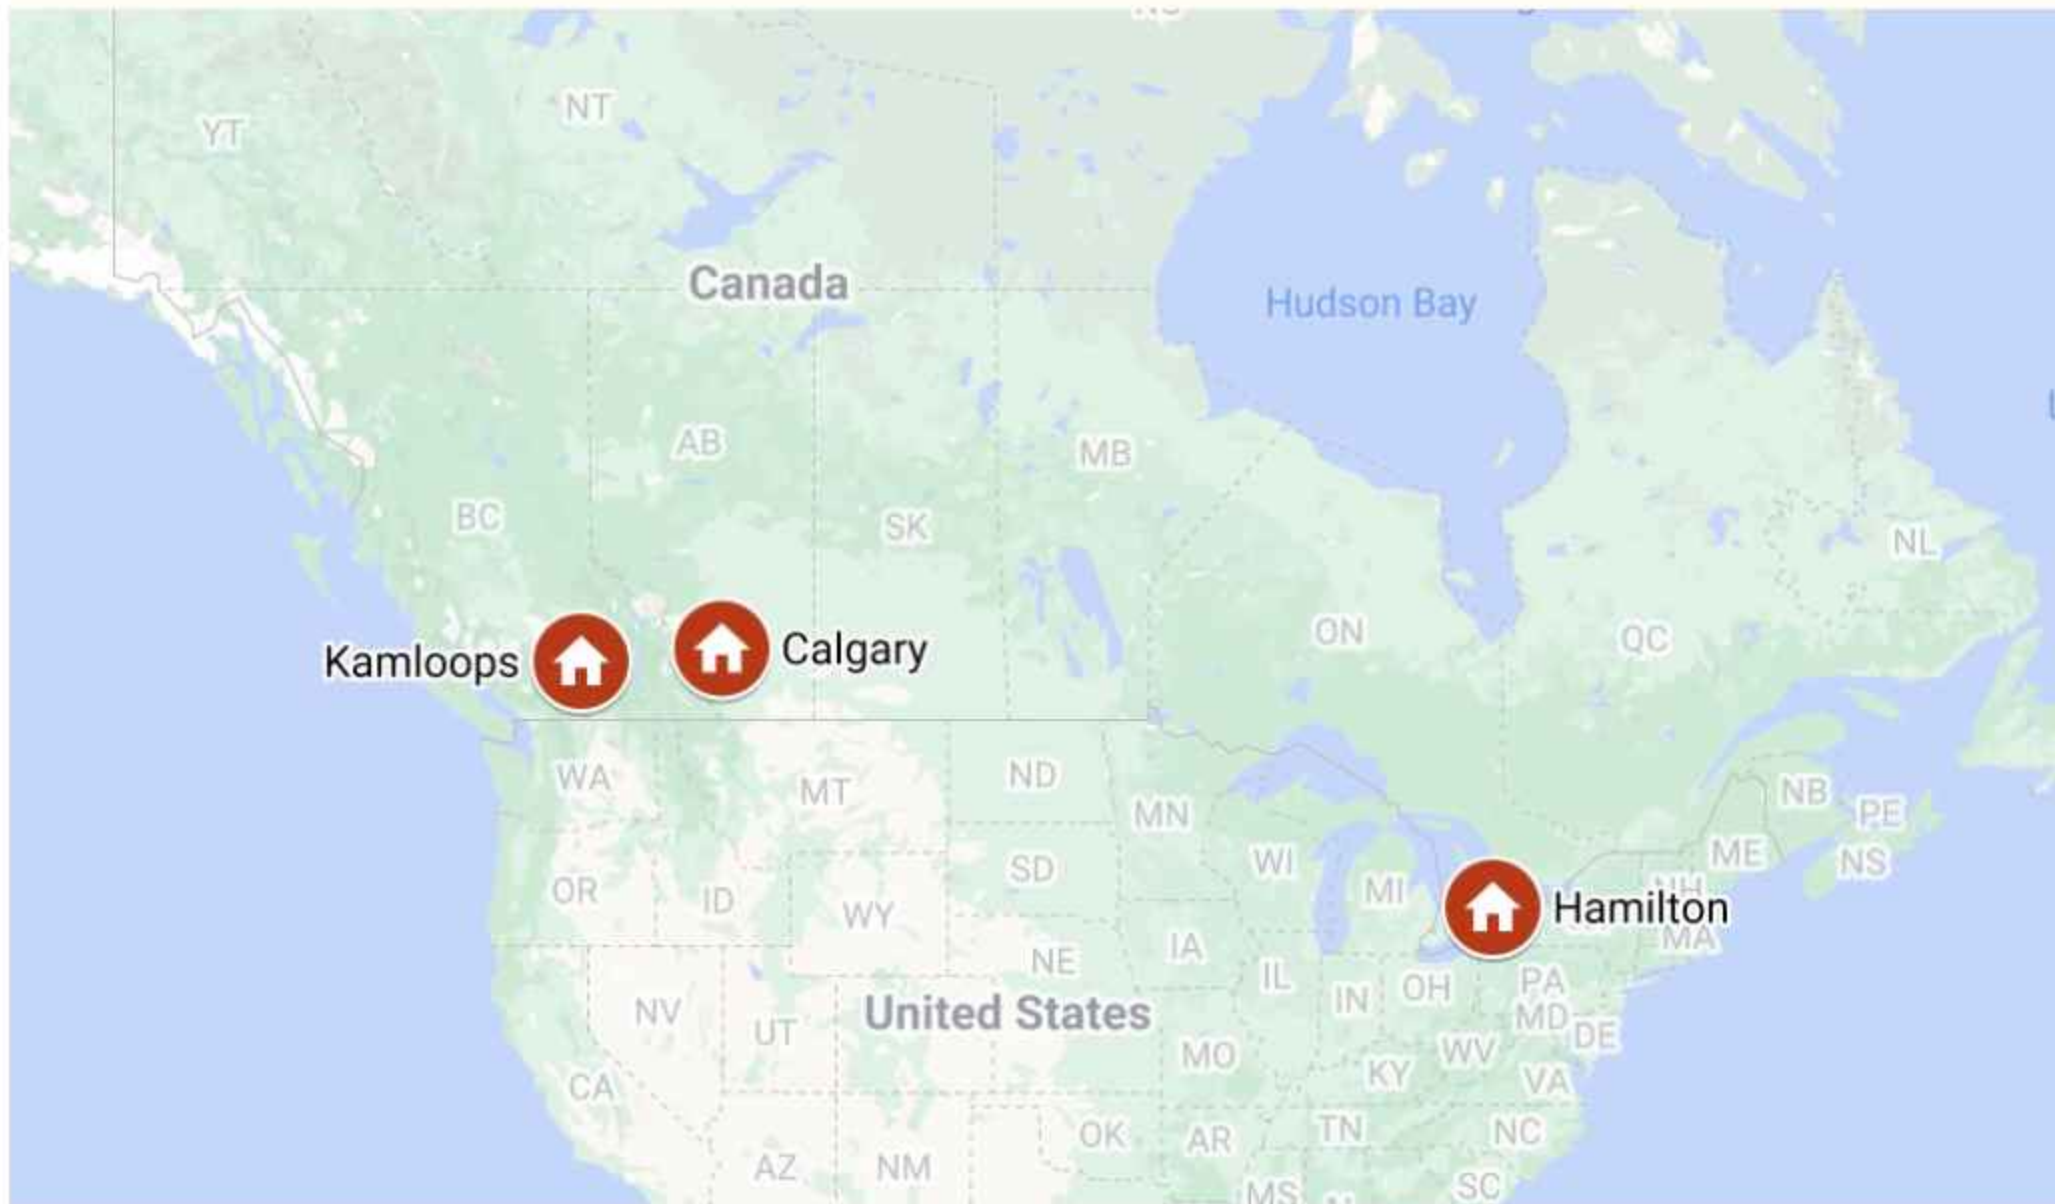 NT
YT
Canada
Hudson Bay
AB
MB
BC
SK
NL
ON
QC
Kamloops
Calgary
WA
MT
ND
MN
NB
PE
ME
NS
WI
SD
MI
OR
ID
WY
NH
Hamilton
MA
IA
NE
IL
IN
OH
PA
NV
UT
United States
MD
DE
MO
WV
KY
VA
CA
OK
AR
TN
NC
AZ
NM
MS
SC